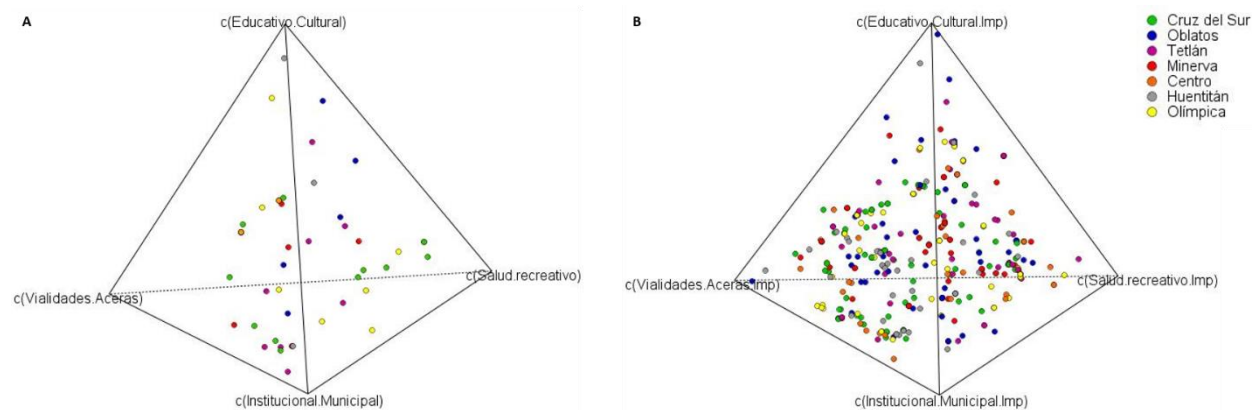 A
c(Educativo.Cultural)
c(Vialidades.Aceras)
c(Salud.recreativo)
c(Institucional.Municipal)
B
c(Educativo.Cultural.Imp)
c(Vialidades.Aceras.Imp)
c(Salud.recreativo.Imp)
c(Institucional.Municipal.Imp)
Cruz del Sur
Oblatos
Tetlán
Minerva
Centro
Huentitán
Olímpica